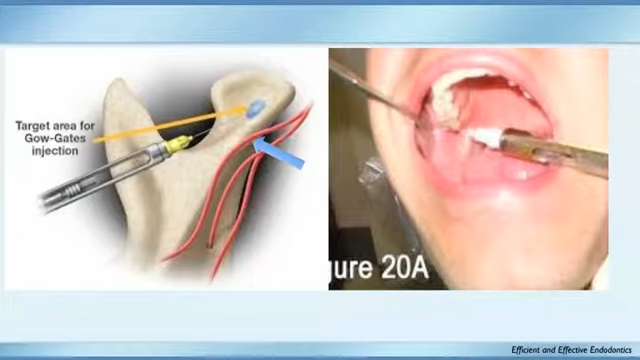 Target area for
Gow-Gates
injection
gure 20A
Efficient and Effective Endodontics